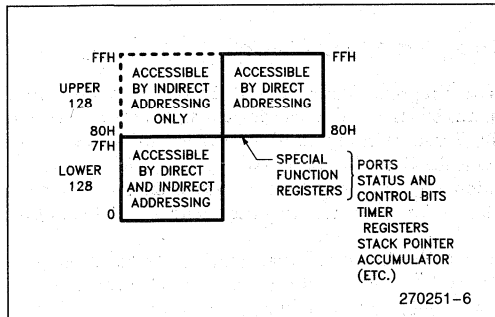 FFH
UPPER
128
80H
7FH
LOWER
128
0
ACCESSIBLE
BY INDIRECT
ADDRESSING
ONLY
ACCESSIBLE
BY DIRECT
ADDRESSING
FFH
80H
ACCESSIBLE
BY DIRECT
AND INDIRECT
ADDRESSING
SPECIAL
FUNCTION
REGISTERS
PORTS
STATUS AND
CONTROL BITS
TIMER
REGISTERS
STACK POINTER
ACCUMULATOR
(ETC.)
270251-6